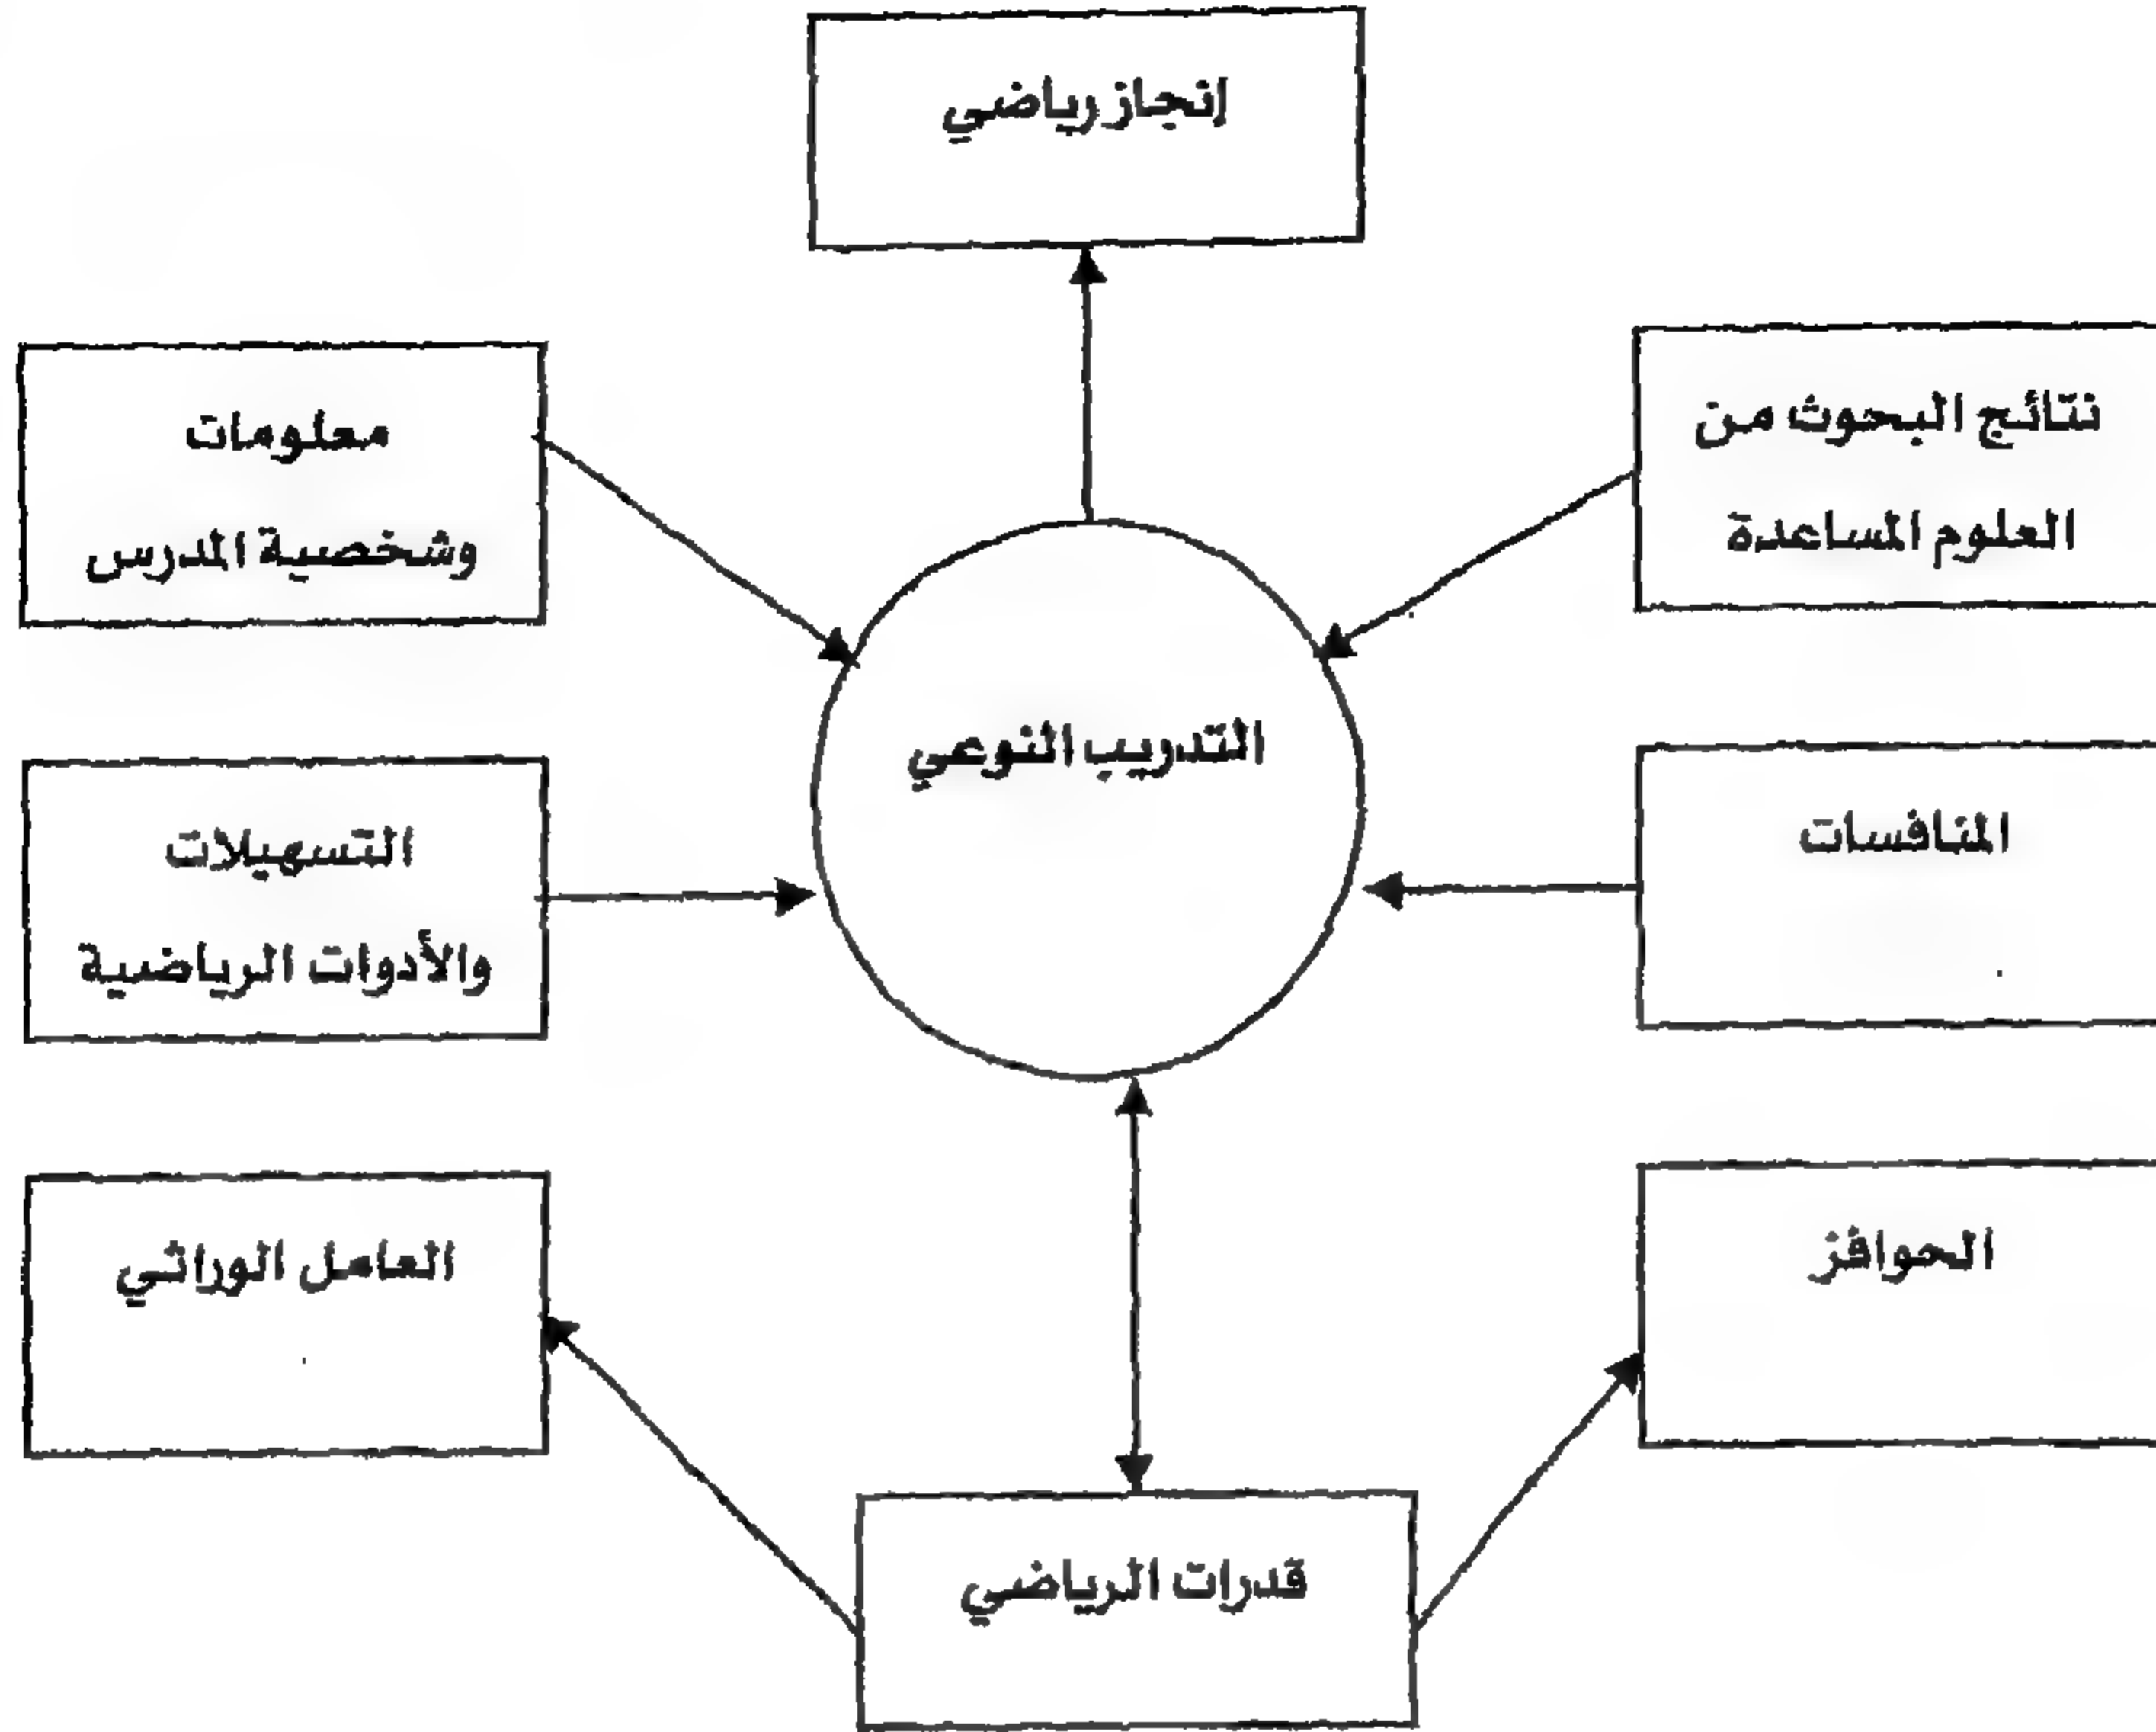 إنجاز رياضي
نتائج البحوث من
العلوم المساعدة
معلومات
وشخصية المدرس
التدريب النوعي
المنافسات
التسهيلات
والأدوات الرياضية
الحوافز
العامل الوراثي
قدرات الرياضي